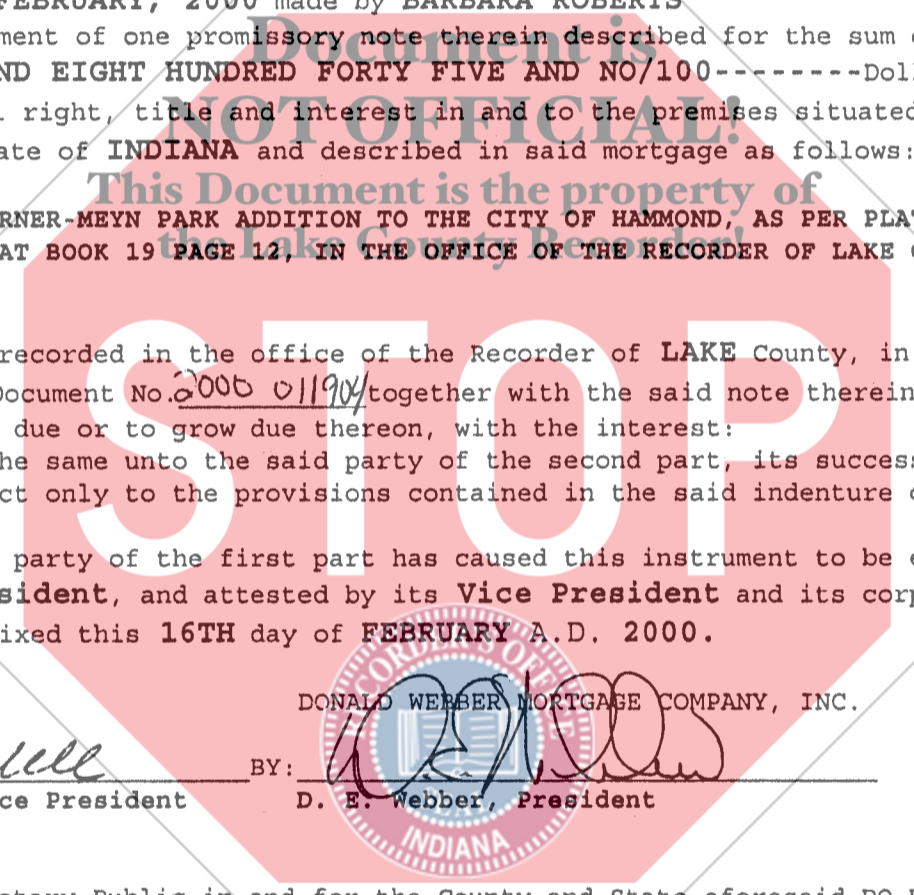 FEBRUARY, 2000 made by BARBARA ROBERTS
ment of one promissory note therein described for the sum
ND EIGHT HUNDRED FORTY FIVE AND NO/100--------Doll
right, title and interest in and to the premises situated
ate of INDIANA and described in said mortgage as follows:
RNER-MEYN PARK ADDITION TO THE CITY OF HAMMOND, AS PER PLA
AT BOOK 19 PAGE 12, IN THE OFFICE OF THE RECORDER OF LAKE
Document is
NOT OFFICIAL!
This Document is the property of
the Lake County Recorder!
STOP
recorded in the office of the Recorder of LAKE County, in
Document No. 2000 011904 together with the said note therein
due or to grow due thereon, with the interest:
he same unto the said party of the second part, its success
ct only to the provisions contained in the said indenture
party of the first part has caused this instrument to be
sident, and attested by its Vice President and its corp
ixed this 16TH day of FEBRUARY A.D. 2000.
RECORDER'S OFFICE
INDIANA
DONALD WEBBER MORTGAGE COMPANY, INC.
BY:
ce President D. E. Webber, President